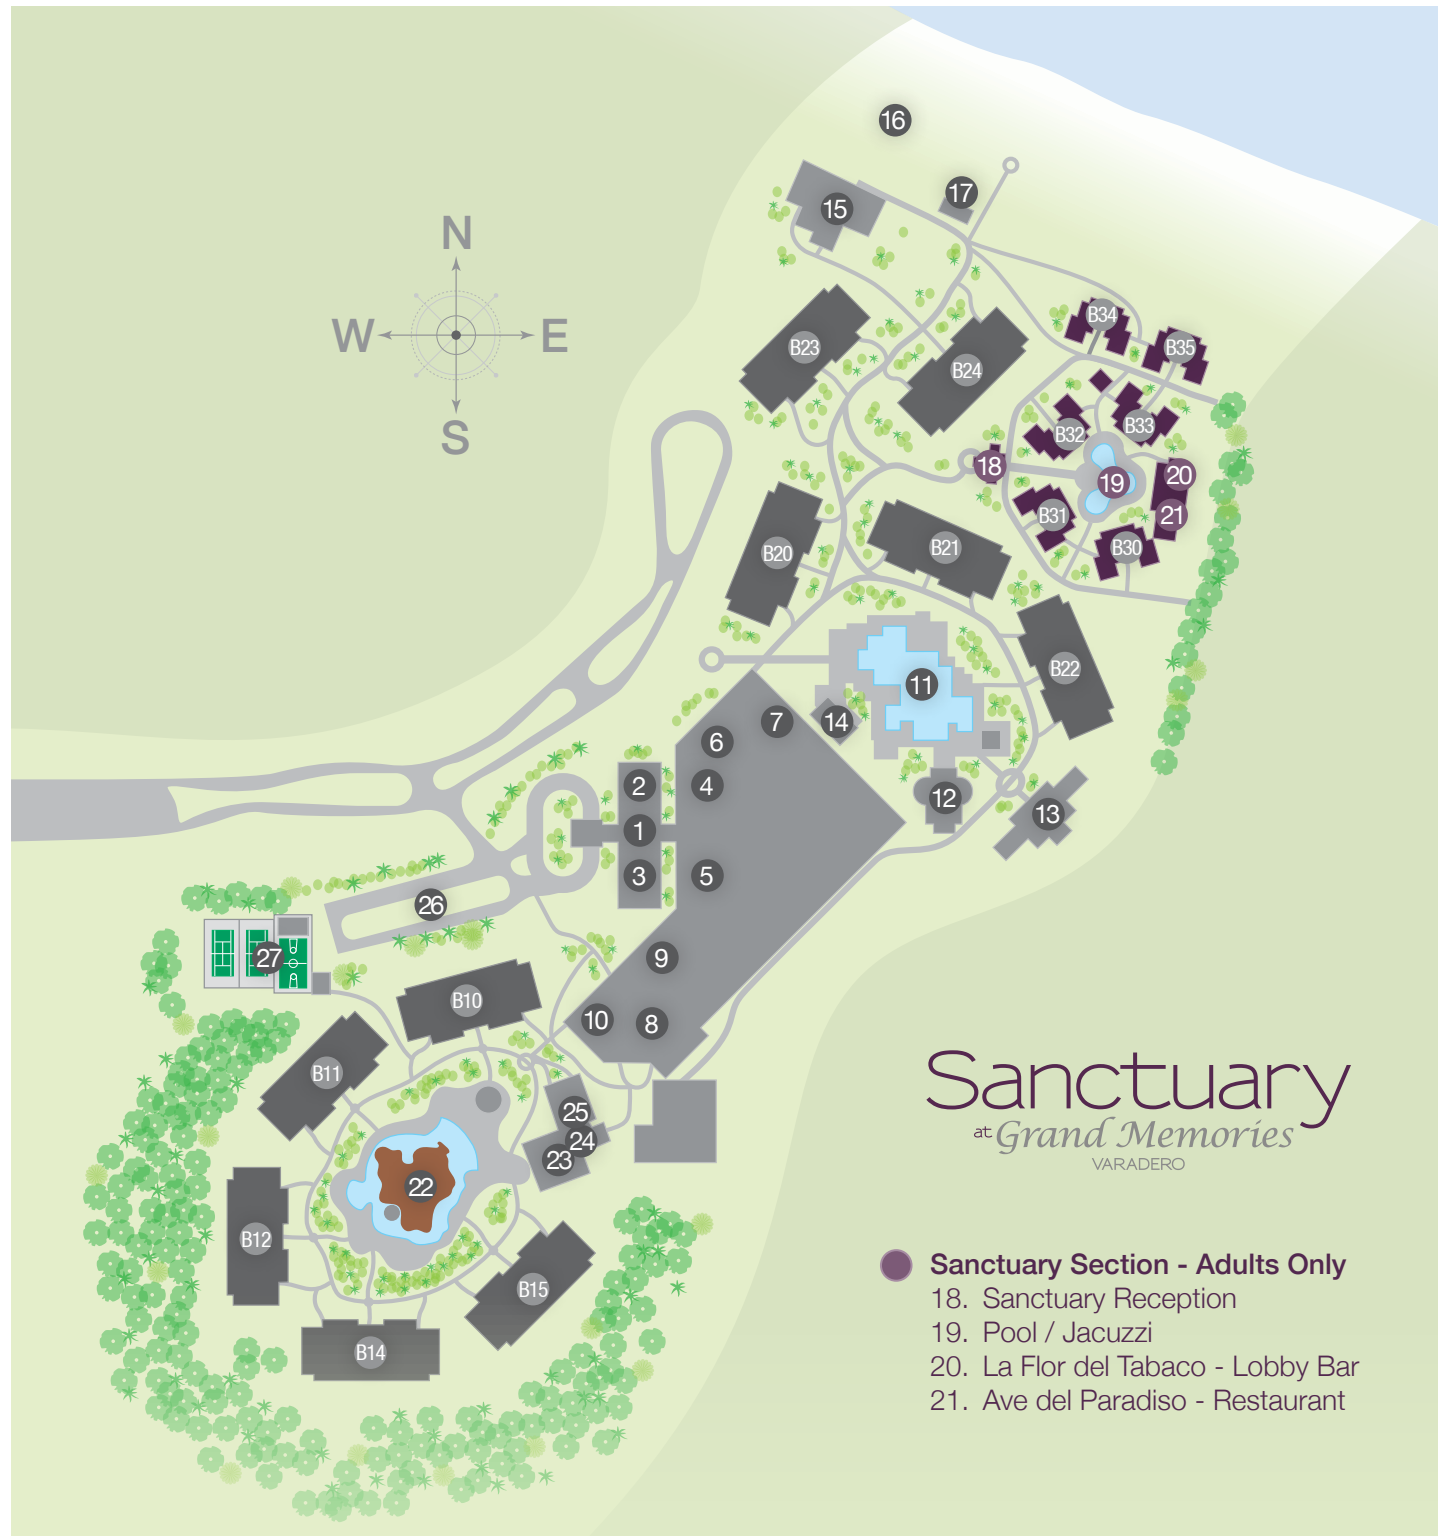 16
17
15
N
W
E
S
B34
B23
B35
B24
B33
B32
18
20
19
21
B31
B20
B21
B30
B22
11
7
14
6
2
4
12
1
13
3
5
26
27
9
B10
10
8
B11
25
24
23
22
B12
B15
B14
Sanctuary
at Grand Memories
VARADERO
Sanctuary Section - Adults Only
18. Sanctuary Reception
19. Pool / Jacuzzi
20. La Flor del Tabaco - Lobby Bar
21. Ave del Paradiso - Restaurant